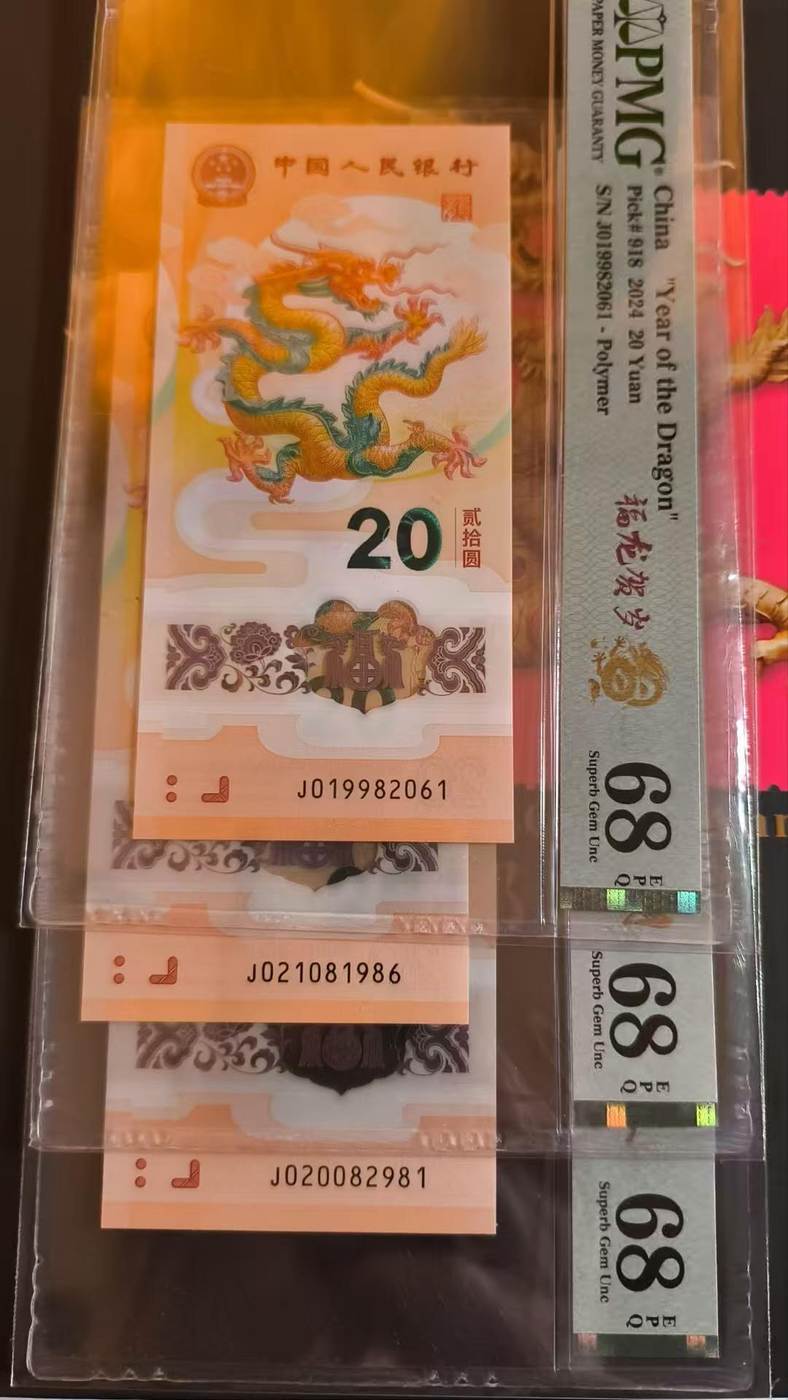 中国人民银行
20
贰拾圆
J019982061
J021081986
J020082981
PMG
PAPER MONEY GUARANTY
China "Year of the Dragon"
Pick# 918 2024 20 Yuan
S/N J019982061 - Polymer
福龙贺岁
68 EPQ
Superb Gem Unc
68 EPQ
Superb Gem Unc
68 EPQ
Superb Gem Unc